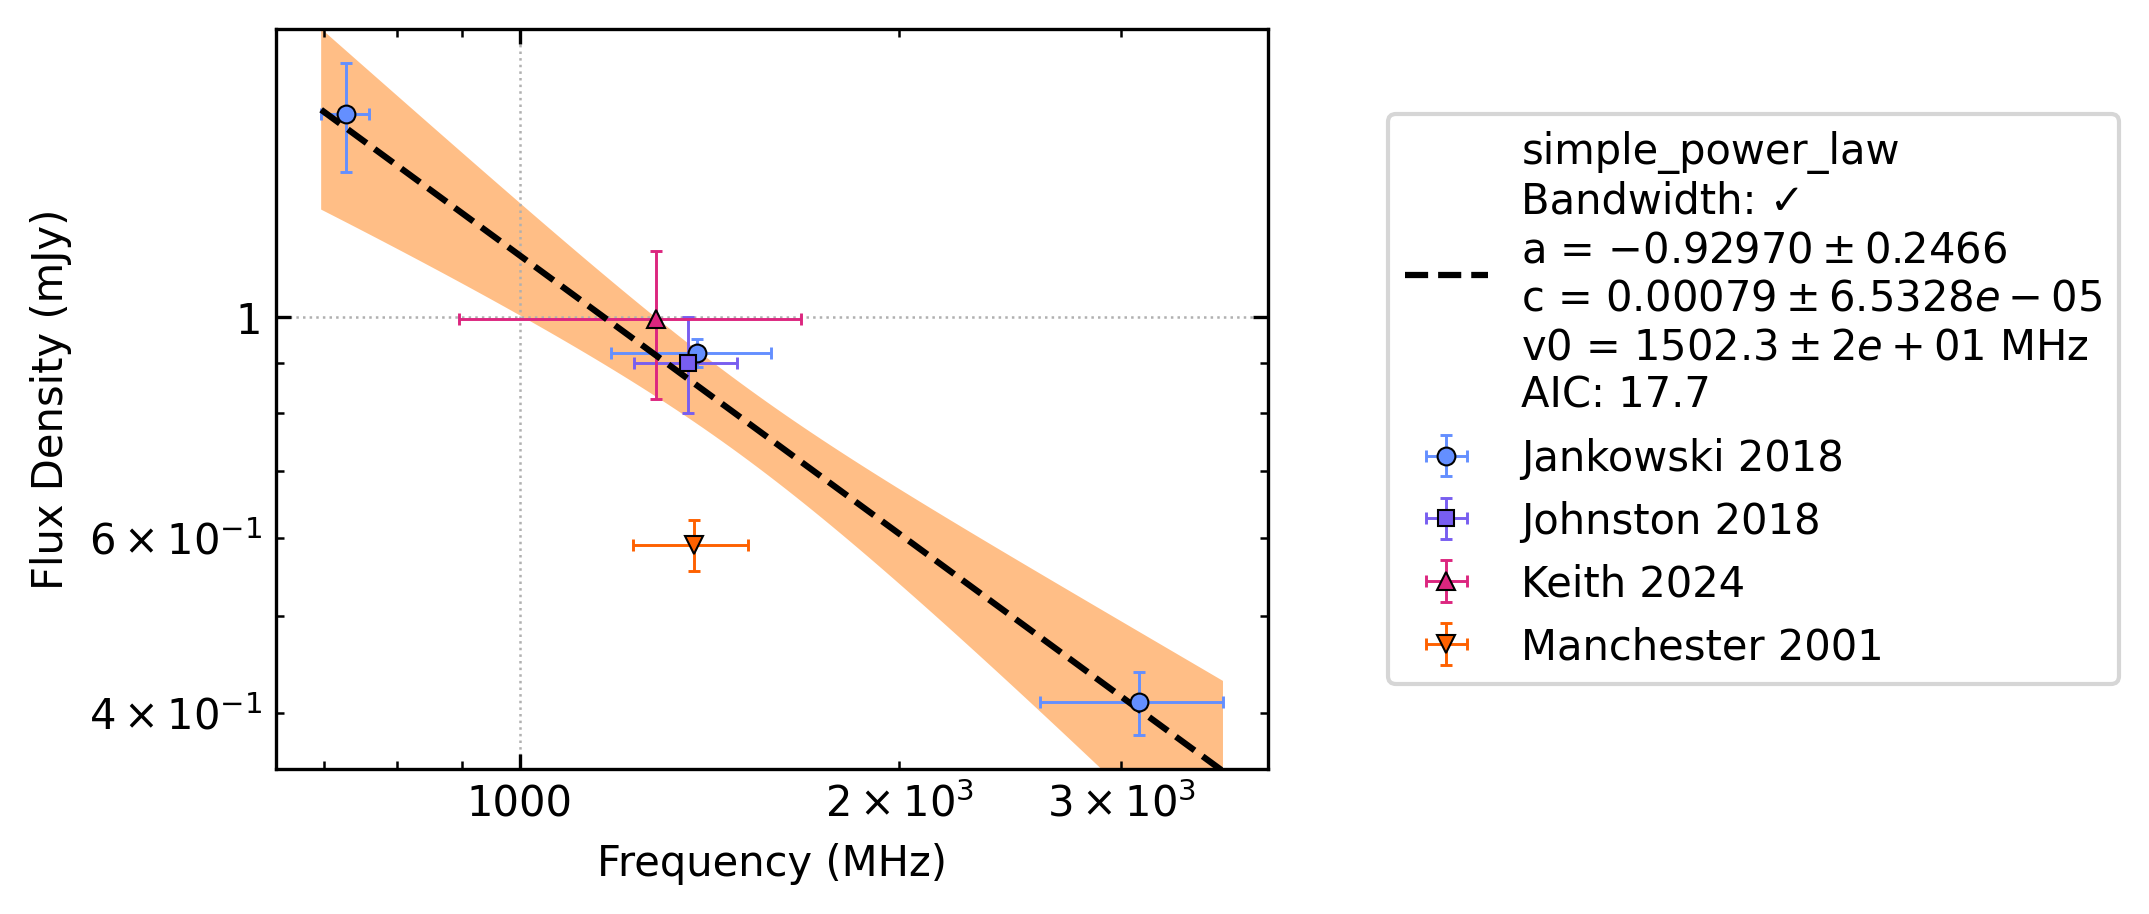 Flux Density (mJy)
1
6 × 10⁻¹
4 × 10⁻¹
1000
2 × 10³
3 × 10³
Frequency (MHz)
simple_power_law
Bandwidth: ✓
a = −0.92970 ± 0.2466
c = 0.00079 ± 6.5328e − 05
v0 = 1502.3 ± 2e + 01 MHz
AIC: 17.7
Jankowski 2018
Johnston 2018
Keith 2024
Manchester 2001